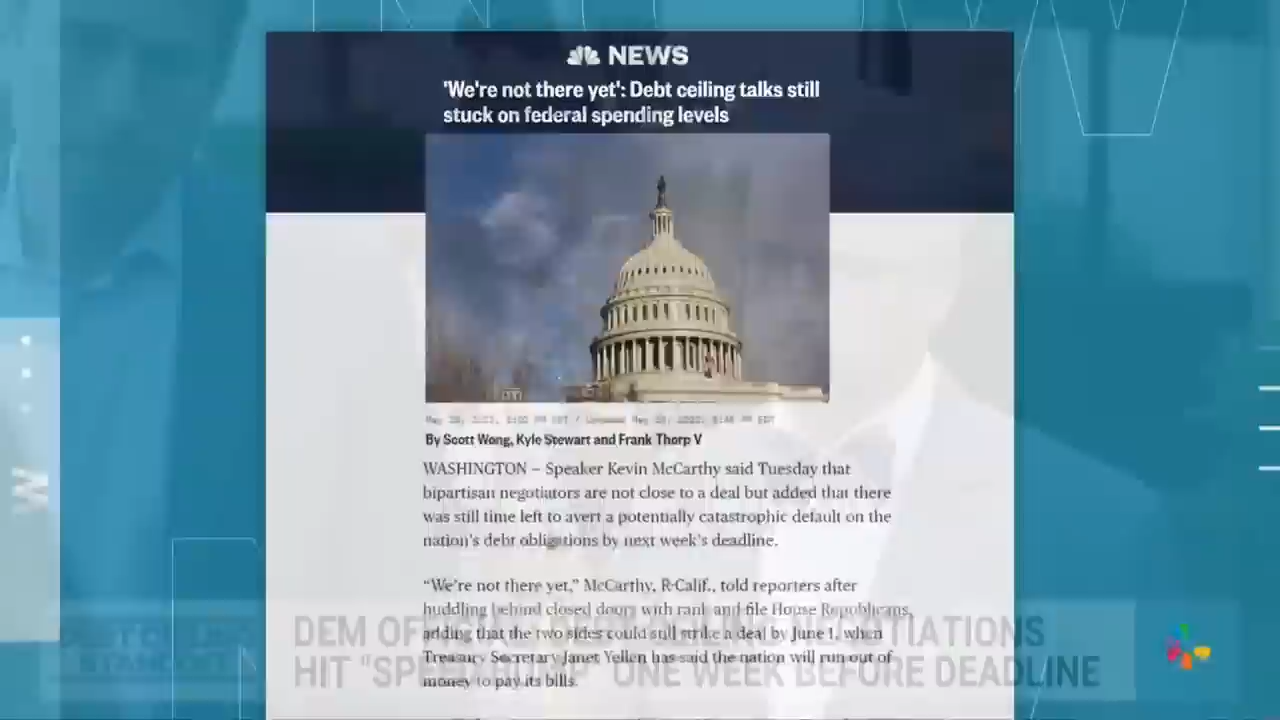 NEWS
'We're not there yet': Debt ceiling talks still
stuck on federal spending levels
By Scott Wong, Kyle Stewart and Frank Thorp V
WASHINGTON – Speaker Kevin McCarthy said Tuesday that
bipartisan negotiators are not close to a deal but added that there
was still time left to avert a potentially catastrophic default on the
nation's debt obligations by next week's deadline.
“We're not there yet,” McCarthy, R-Calif., told reporters after
huddling behind closed doors with rank-and-file House Republicans,
adding that the two sides could still strike a deal by June 1, when
Treasury Secretary Janet Yellen has said the nation will run out of
money to pay its bills.
DEBT CEILING
STANDOFF
DEM NEGOTIATIONS
HIT "SPEED ONE WEEK BEFORE DEADLINE
W